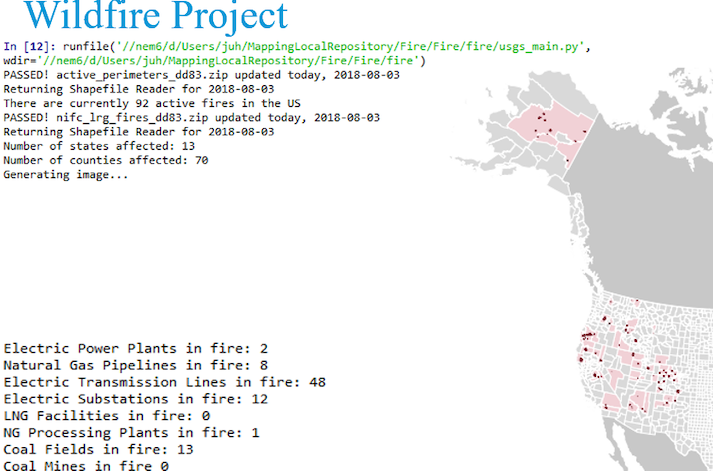 Wildfire Project
In [12]: runfile('//nem6/d/Users/juh/MappingLocalRepository/Fire/Fire/fire/usgs_main.py',
wdir='//nem6/d/Users/juh/MappingLocalRepository/Fire/Fire/fire')
PASSED! active_perimeters_dd83.zip updated today, 2018-08-03
Returning Shapefile Reader for 2018-08-03
There are currently 92 active fires in the US
PASSED! nifc_lrg_fires_dd83.zip updated today, 2018-08-03
Returning Shapefile Reader for 2018-08-03
Number of states affected: 13
Number of counties affected: 70
Generating image...
Electric Power Plants in fire: 2
Natural Gas Pipelines in fire: 8
Electric Transmission Lines in fire: 48
Electric Substations in fire: 12
LNG Facilities in fire: 0
NG Processing Plants in fire: 1
Coal Fields in fire: 13
Coal Mines in fire 0